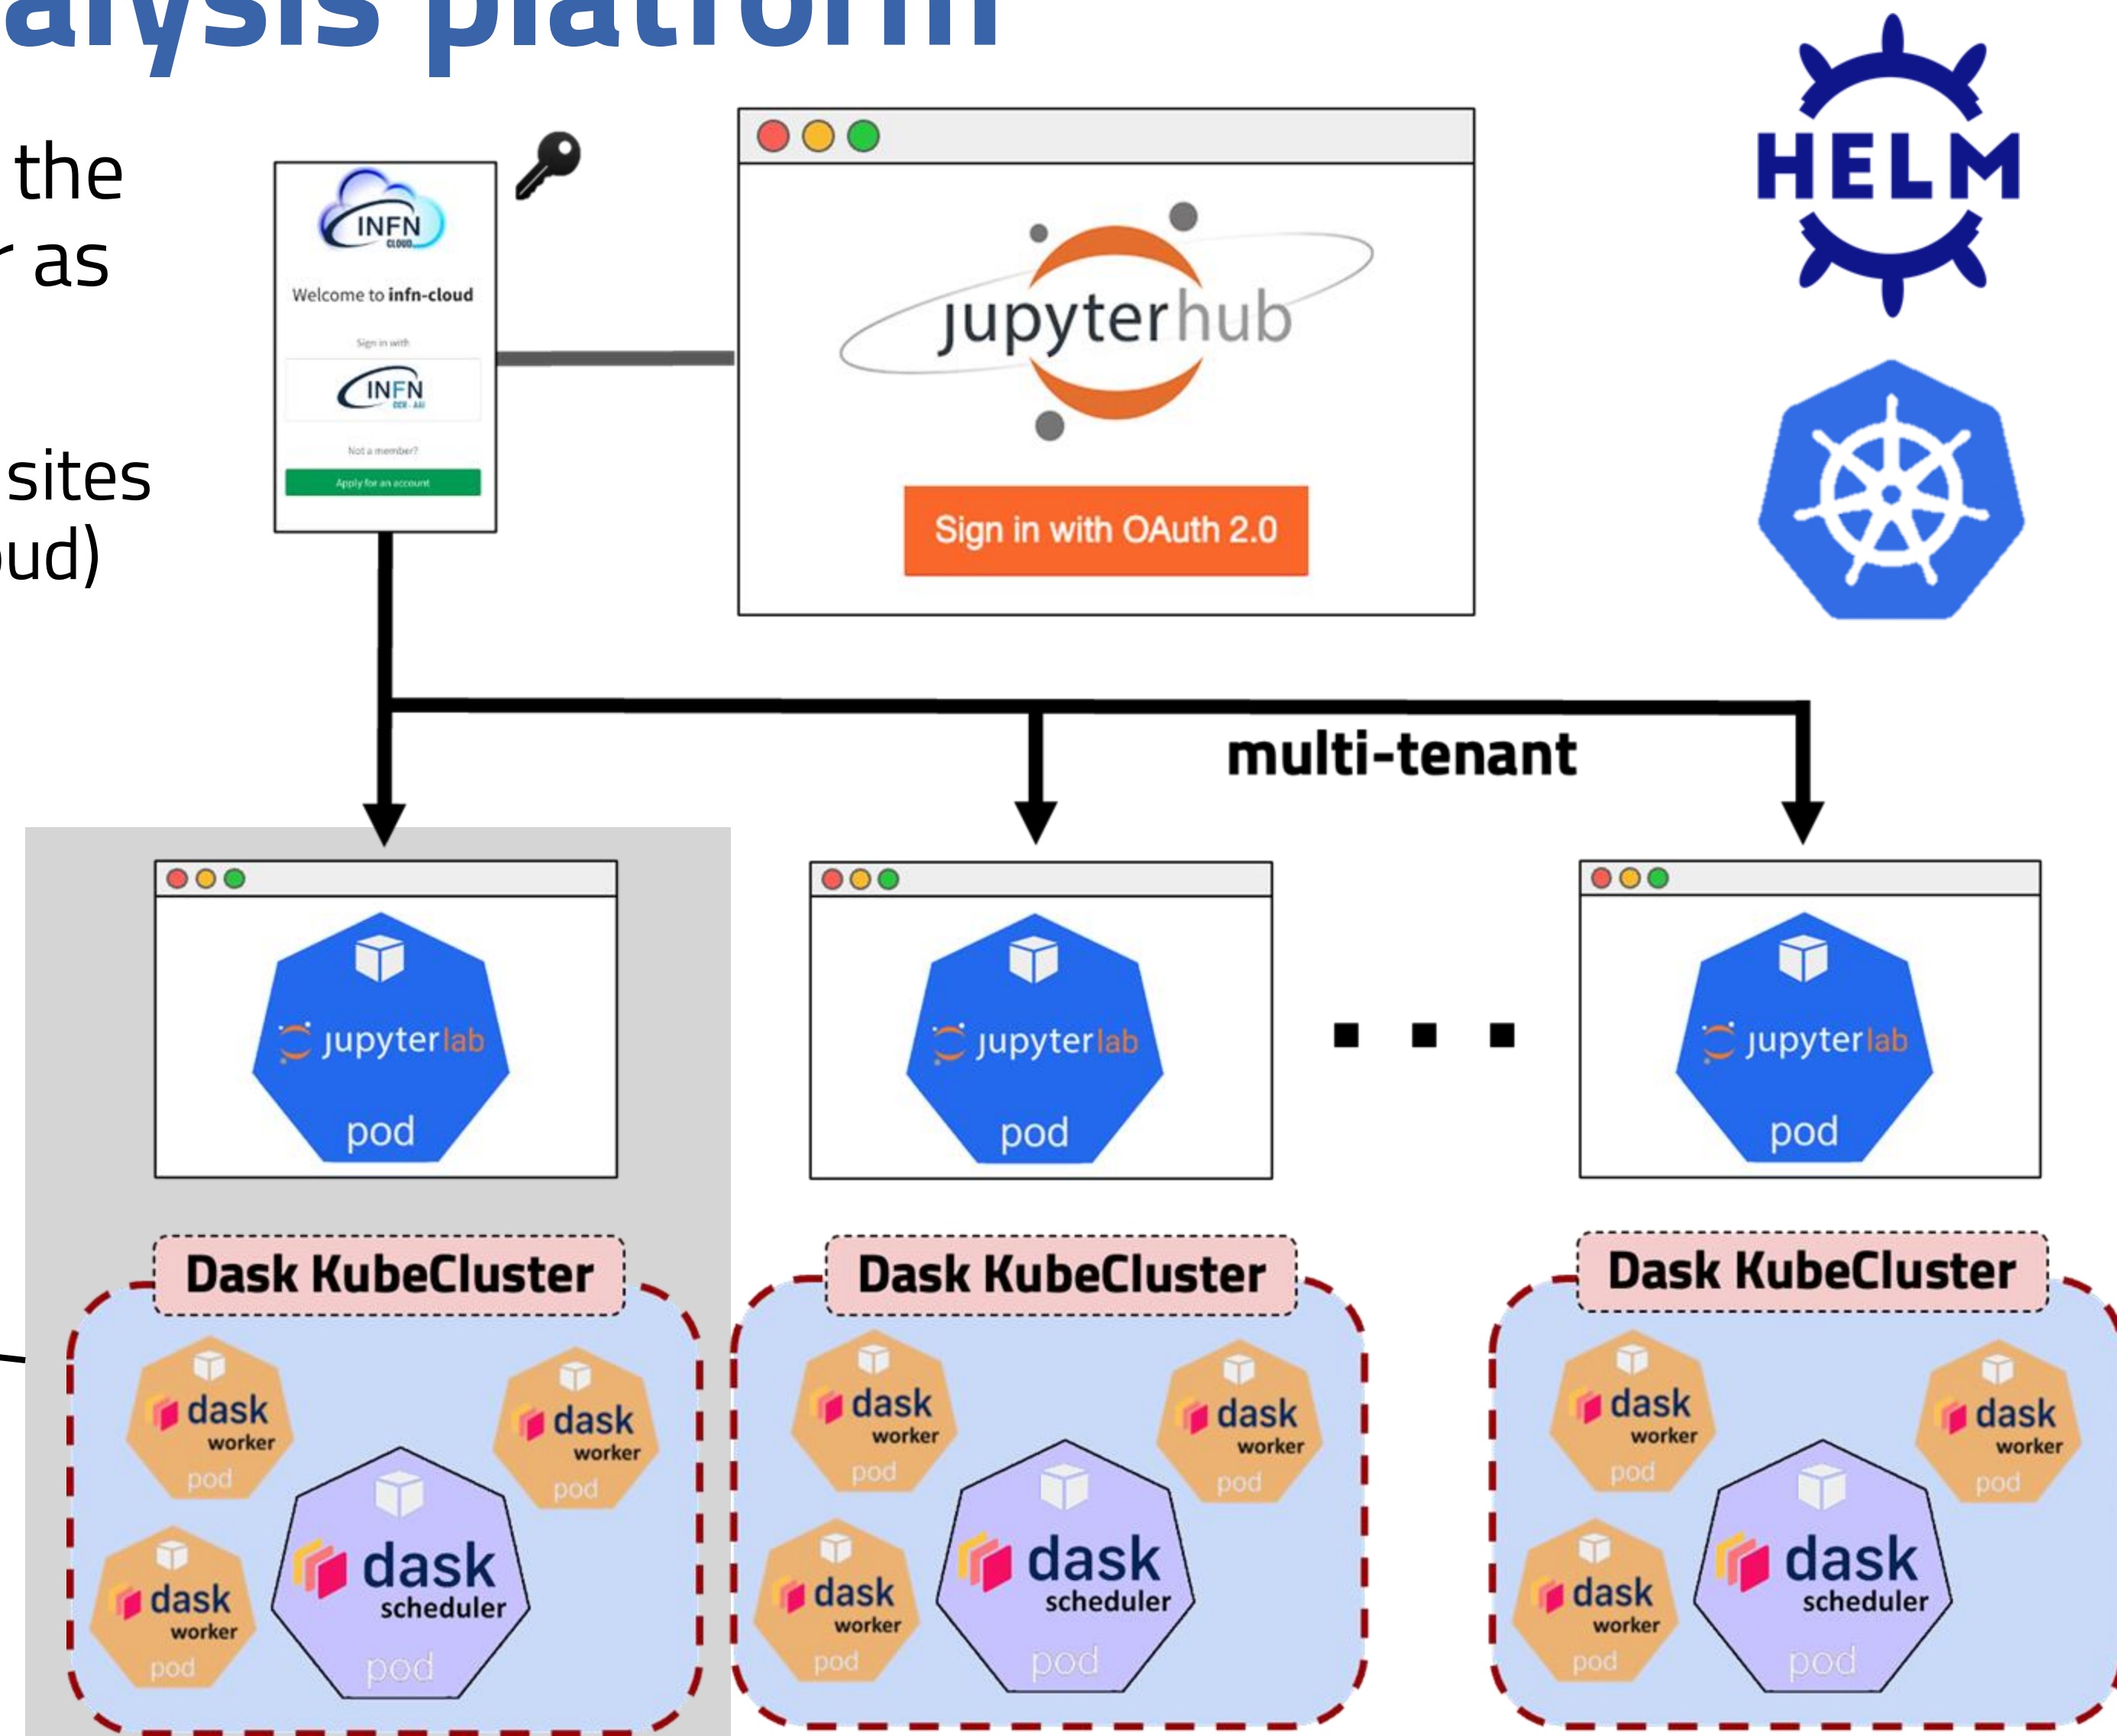 alysis platform
the
r as
sites
oud)
INFN
CLOUD
Welcome to infn-cloud
Sign in with
INFN
CCR - AAI
Not a member?
Apply for an account
jupyterhub
Sign in with OAuth 2.0
HELM
multi-tenant
jupyterlab
pod
jupyterlab
pod
jupyterlab
pod
Dask KubeCluster
dask
worker
pod
dask
worker
pod
dask
worker
pod
dask
scheduler
pod
Dask KubeCluster
dask
worker
pod
dask
worker
pod
dask
worker
pod
dask
scheduler
pod
Dask KubeCluster
dask
worker
pod
dask
worker
pod
dask
worker
pod
dask
scheduler
pod